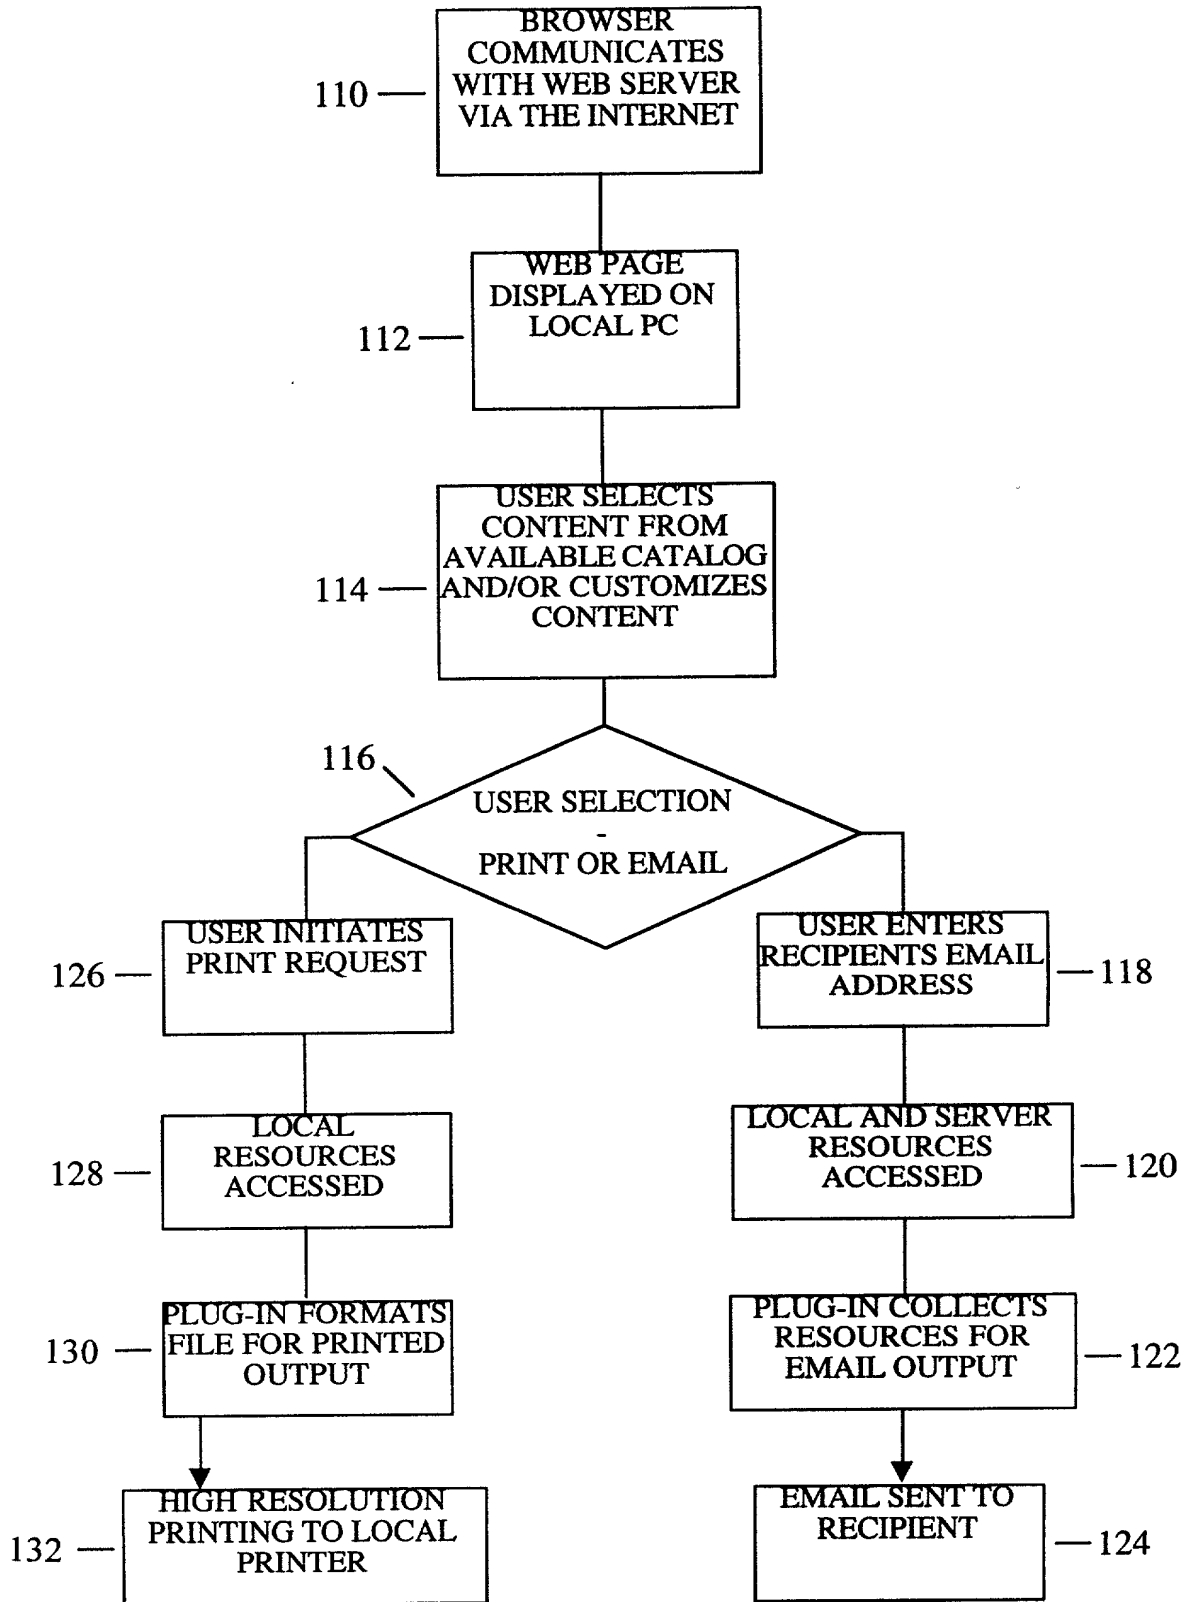 BROWSER
COMMUNICATES
WITH WEB SERVER
VIA THE INTERNET
110
WEB PAGE
DISPLAYED ON
LOCAL PC
112
USER SELECTS
CONTENT FROM
AVAILABLE CATALOG
AND/OR CUSTOMIZES
CONTENT
114
116
USER SELECTION
-
PRINT OR EMAIL
USER INITIATES
PRINT REQUEST
126
LOCAL
RESOURCES
ACCESSED
128
PLUG-IN FORMATS
FILE FOR PRINTED
OUTPUT
130
HIGH RESOLUTION
PRINTING TO LOCAL
PRINTER
132
USER ENTERS
RECIPIENTS EMAIL
ADDRESS
118
LOCAL AND SERVER
RESOURCES
ACCESSED
120
PLUG-IN COLLECTS
RESOURCES FOR
EMAIL OUTPUT
122
EMAIL SENT TO
RECIPIENT
124